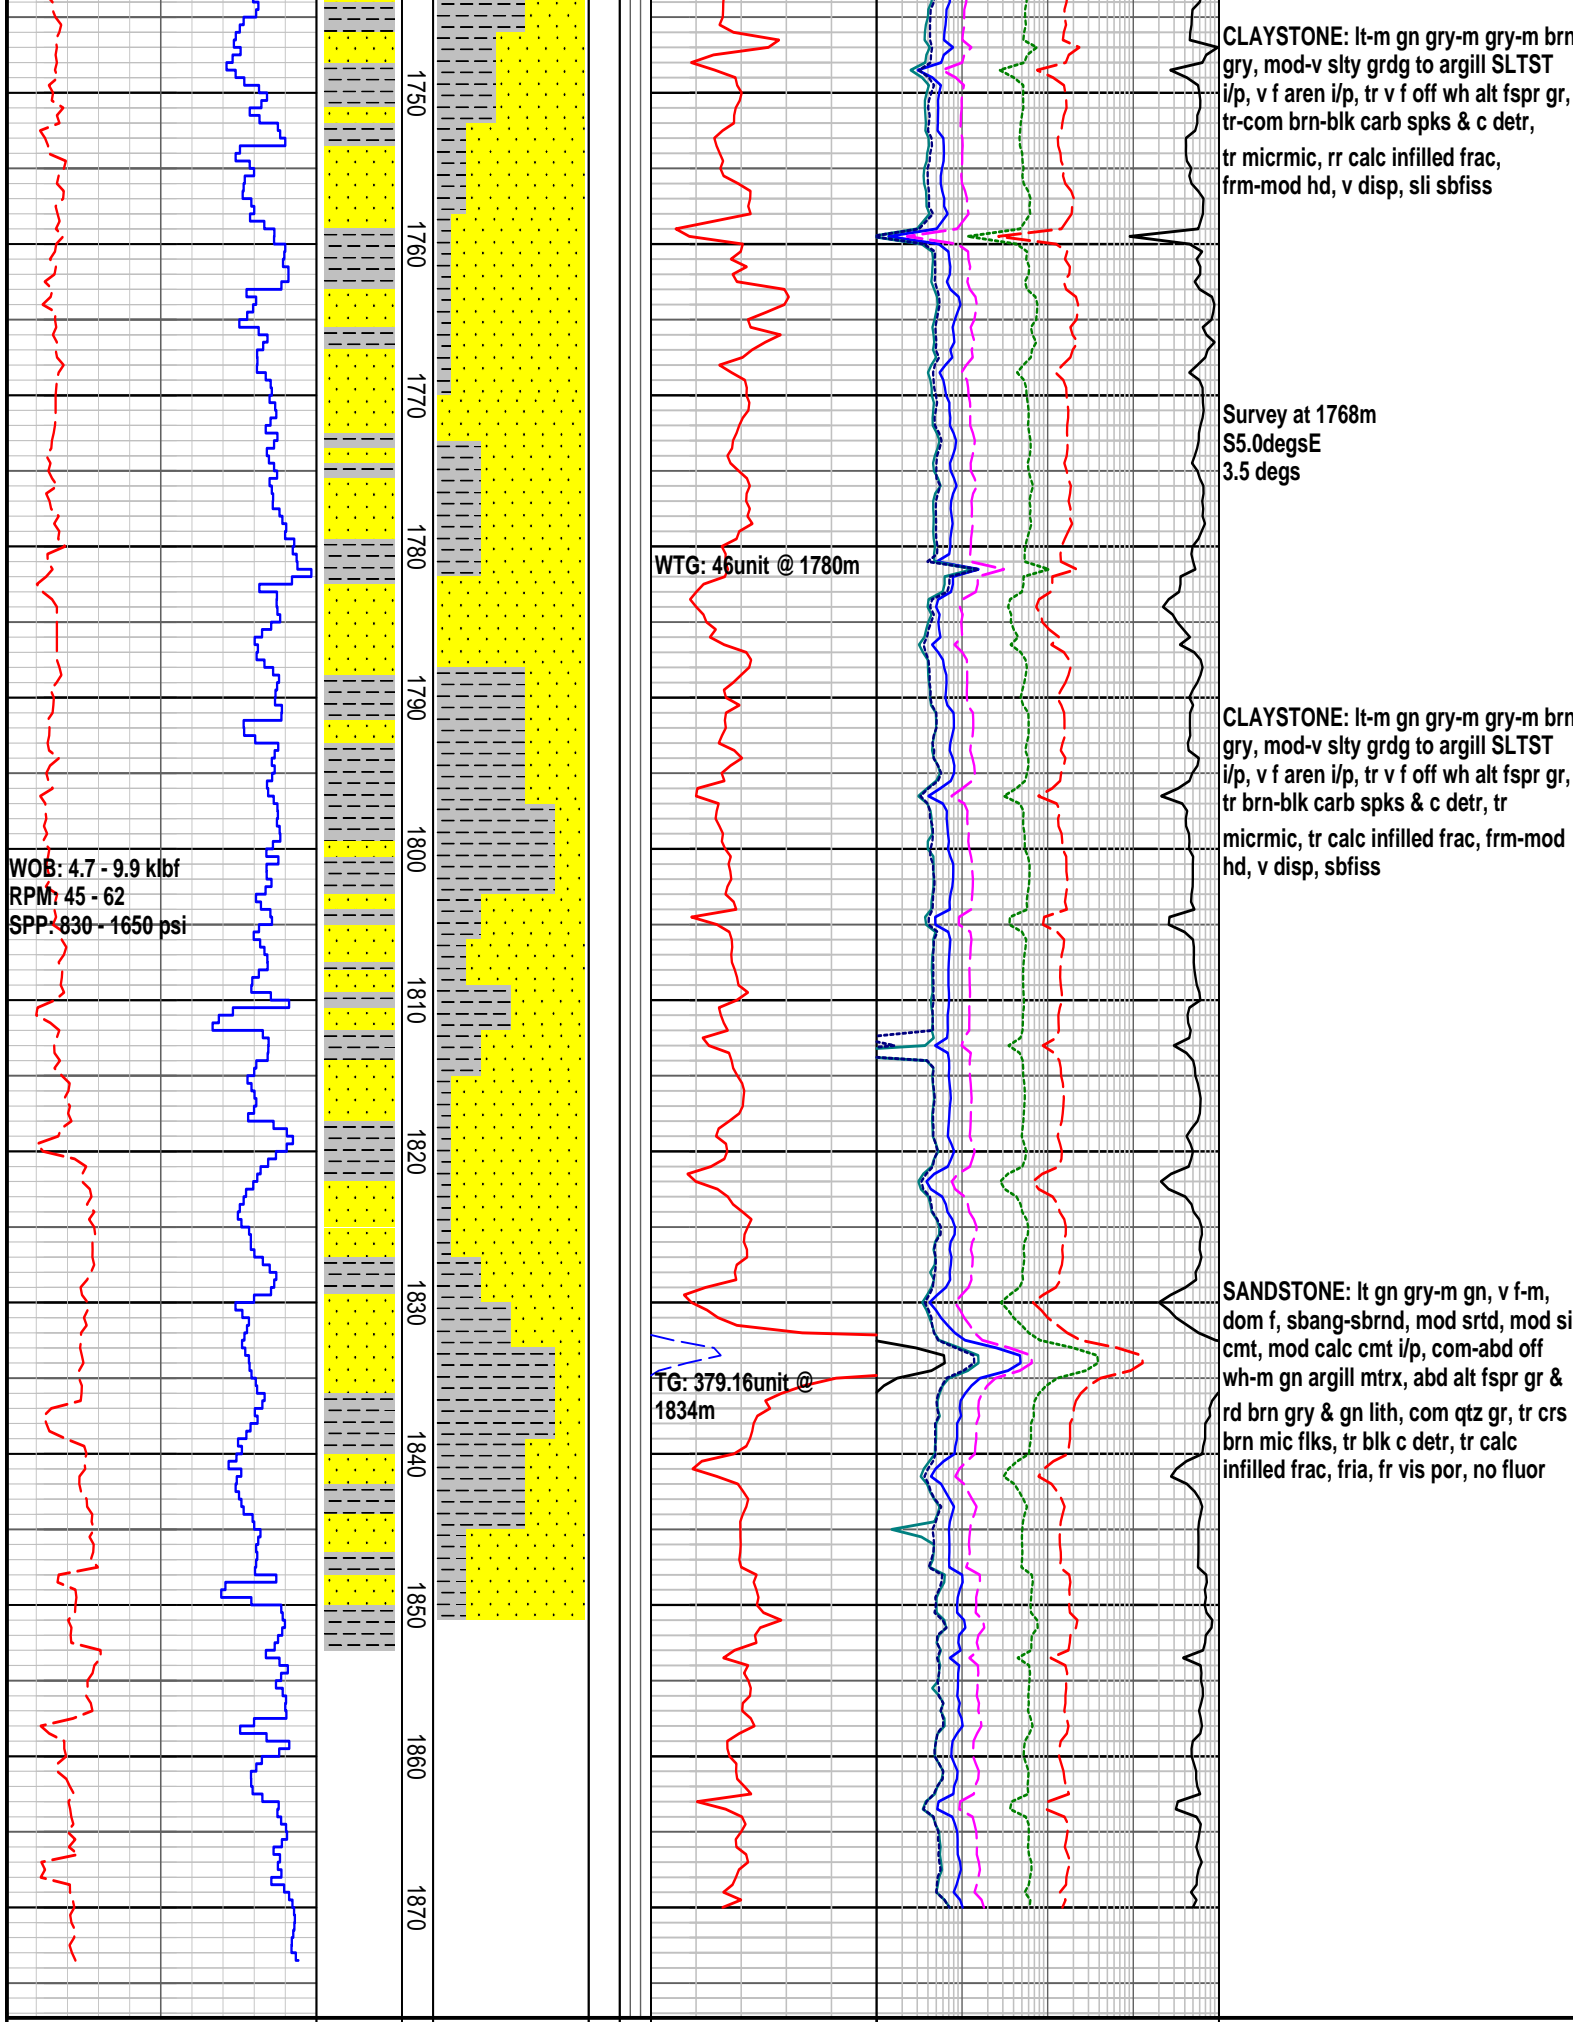 CLAYSTONE: lt-m gn gry-m gry-m brn
gry, mod-v slty grdg to argill SLTST
i/p, v f aren i/p, tr v f off wh alt fspr gr,
tr-com brn-blk carb spks & c detr,
tr micrmic, rr calc infilled frac,
frm-mod hd, v disp, sli sbfiss
1750
1760
1770
Survey at 1768m
S5.0degsE
3.5 degs
1780
WTG: 46unit @ 1780m
1790
CLAYSTONE: lt-m gn gry-m gry-m brn
gry, mod-v slty grdg to argill SLTST
i/p, v f aren i/p, tr v f off wh alt fspr gr,
tr brn-blk carb spks & c detr, tr
micrmic, tr calc infilled frac, frm-mod
hd, v disp, sbfiss
1800
WOB: 4.7 - 9.9 klbf
RPM: 45 - 62
SPP: 830 - 1650 psi
1810
1820
1830
SANDSTONE: lt gn gry-m gn, v f-m,
dom f, sbang-sbrnd, mod srtd, mod si
cmt, mod calc cmt i/p, com-abd off
wh-m gn argill mtrx, abd alt fspr gr &
rd brn gry & gn lith, com qtz gr, tr crs
brn mic flks, tr blk c detr, tr calc
infilled frac, fria, fr vis por, no fluor
TG: 379.16unit @
1834m
1840
1850
1860
1870